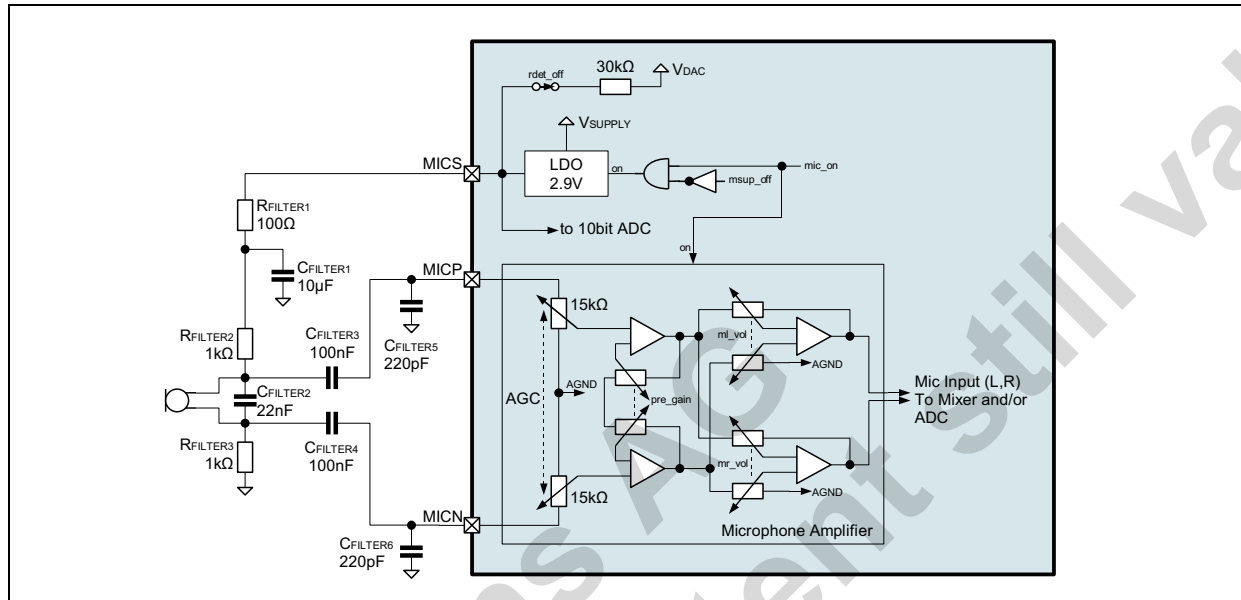 rdet_off
30kΩ
VDAC
VSUPPLY
MICS
LDO
2.9V
on
mic_on
msup_off
RFILTER1
100Ω
to 10bit ADC
on
CFILTER1
10µF
MICP
15kΩ
RFILTER2
1kΩ
CFILTER3
100nF
CFILTER5
220pF
ml_vol
AGND
CFILTER2
22nF
AGC
AGND
pre_gain
Mic Input (L,R)
To Mixer and/or
ADC
RFILTER3
1kΩ
CFILTER4
100nF
mr_vol
15kΩ
AGND
MICN
Microphone Amplifier
CFILTER6
220pF
AG
still